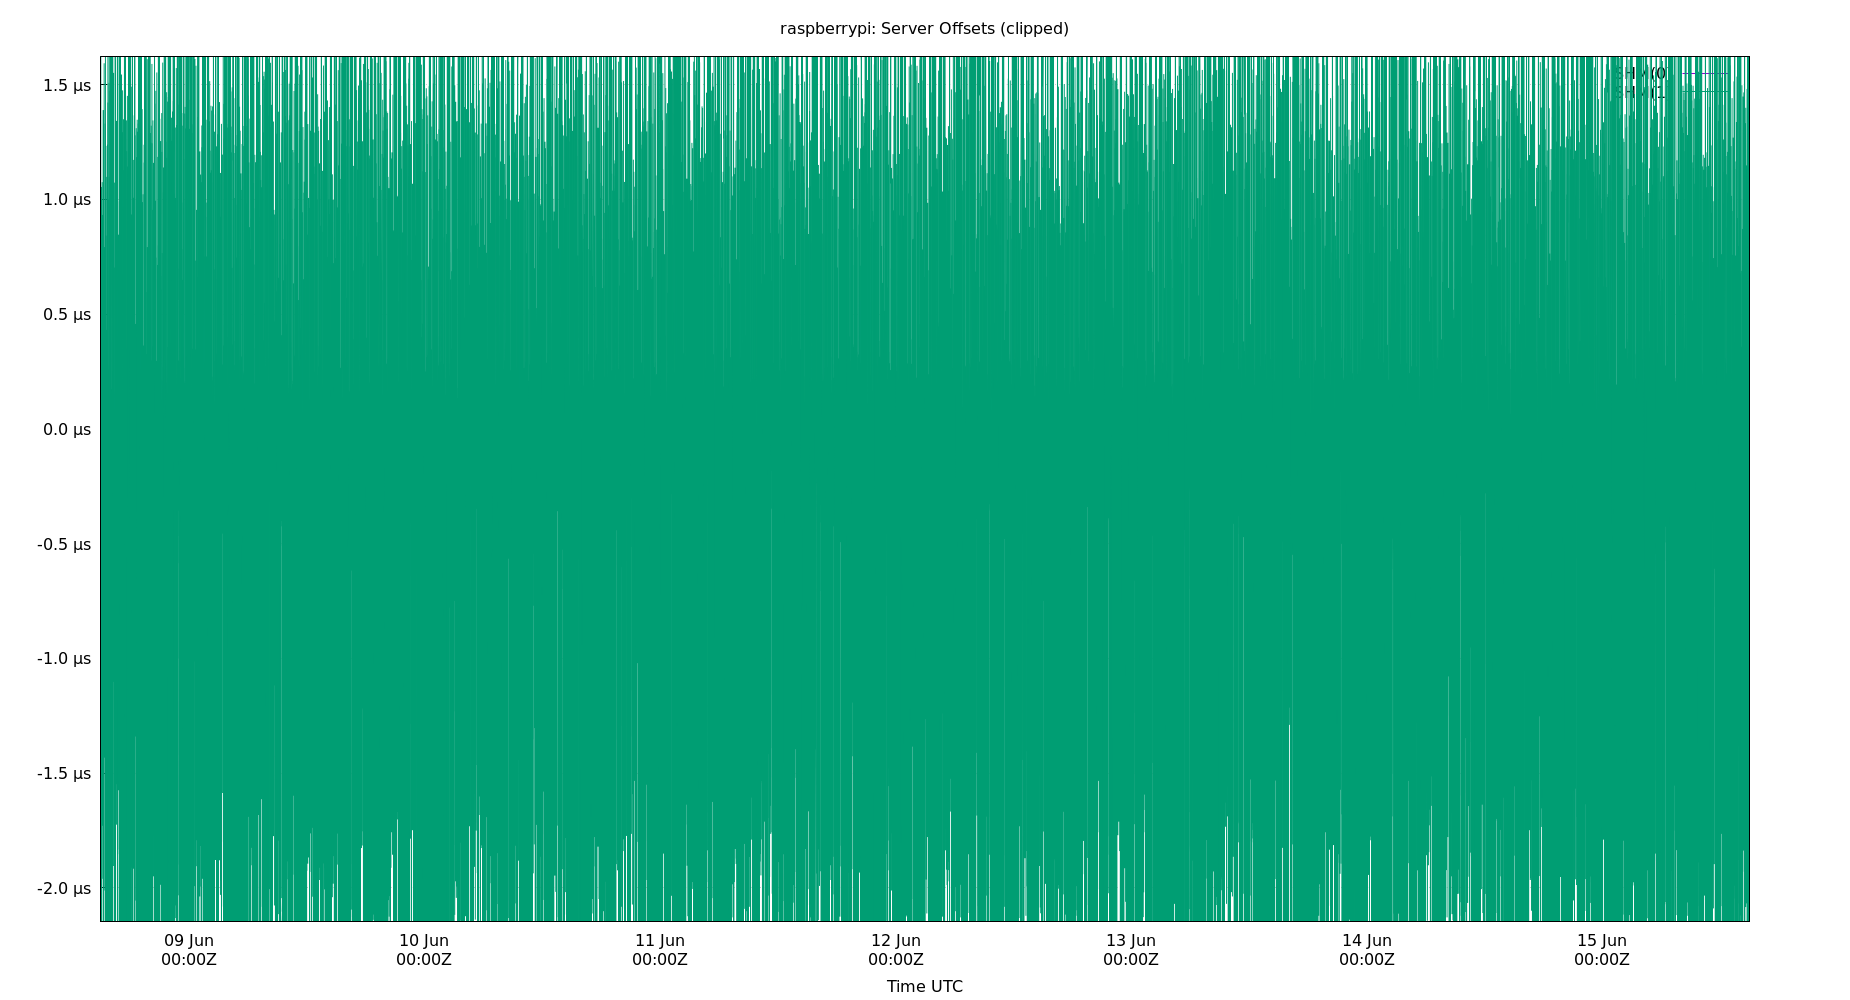 raspberrypi: Server Offsets (clipped)
1.5 µs
1.0 µs
0.5 µs
0.0 µs
-0.5 µs
-1.0 µs
-1.5 µs
-2.0 µs
09 Jun 10 Jun 11 Jun 12 Jun 13 Jun 14 Jun 15 Jun
00:00Z 00:00Z 00:00Z 00:00Z 00:00Z 00:00Z 00:00Z
Time UTC